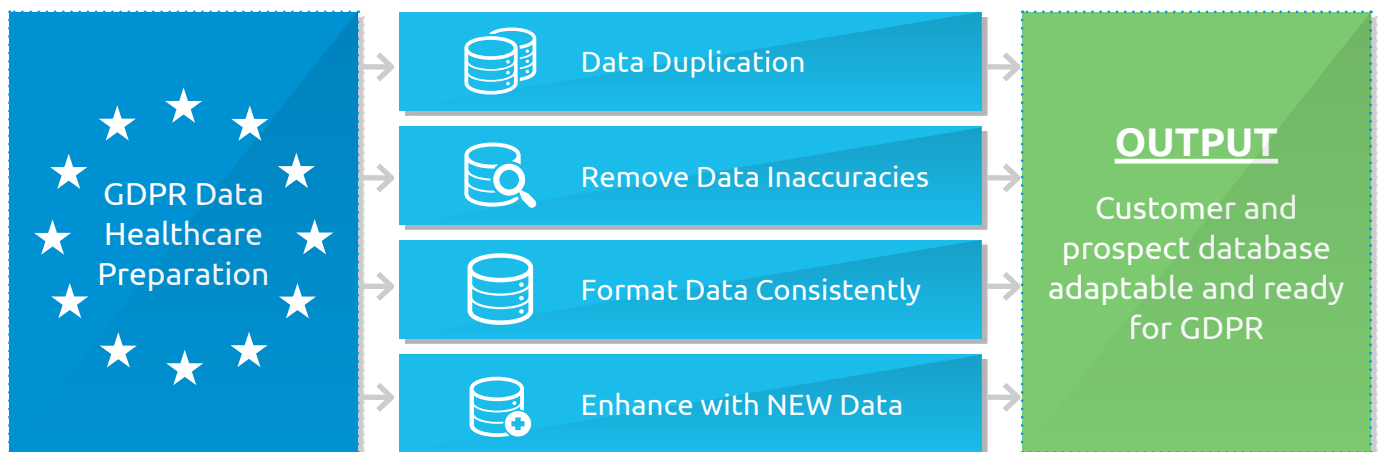 GDPR Data
Healthcare
Preparation
Data Duplication
Remove Data Inaccuracies
Format Data Consistently
Enhance with NEW Data
OUTPUT
Customer and
prospect database
adaptable and ready
for GDPR